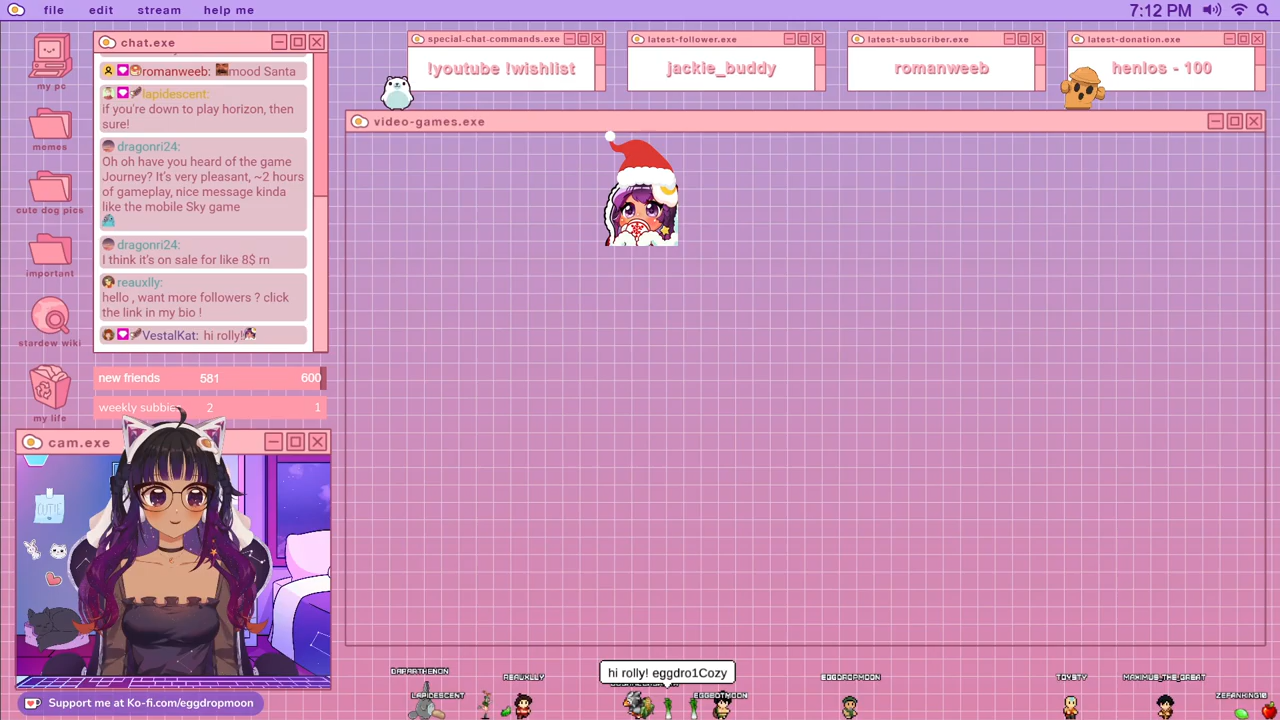 file edit stream help me
7:12 PM
my pc
memes
cute dog pics
important
stardew wiki
my life
chat.exe
romanweeb: mood Santa
lapidescent:
if you're down to play horizon, then
sure!
dragonri24:
Oh oh have you heard of the game
Journey? It's very pleasant, ~2 hours
of gameplay, nice message kinda
like the mobile Sky game
dragonri24:
I think it's on sale for like 8$ rn
reauxlly:
hello , want more followers ? click
the link in my bio !
VestalKat: hi rolly!
new friends 581 600
weekly subbies 2 1
cam.exe
CUTIE
Support me at Ko-fi.com/eggdropmoon
special-chat-commands.exe
!youtube !wishlist
latest-follower.exe
jackie_buddy
latest-subscriber.exe
romanweeb
latest-donation.exe
henlos - 100
video-games.exe
hi rolly! eggdro1Cozy
DAPARTHENON
LAPIDESCENT
REAUXLLY
EGGBOTMOON
EGGDROPMOON
TOYSTY
MAXIMUS_THE_GREAT
ZEFANKING10